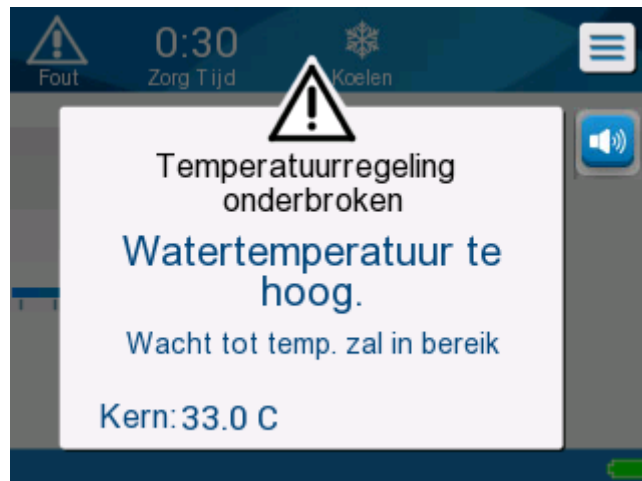 0:30
Fout
Zorg Tijd
Koelen
Temperatuurregeling
onderbroken
Watertemperatuur te
hoog.
Wacht tot temp. zal in bereik
Kern: 33.0 C